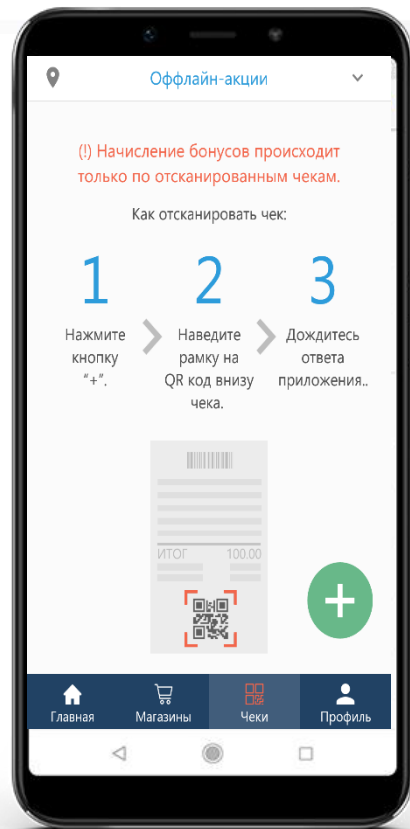 Оффлайн-акции
(!) Начисление бонусов происходит
только по отсканированным чекам.
Как отсканировать чек:
1 2 3
Нажмите Наведите Дождитесь
кнопку рамку на ответа
"+". QR код внизу приложения..
чека.
ИТОГ 100.00
+
Главная Магазины Чеки Профиль